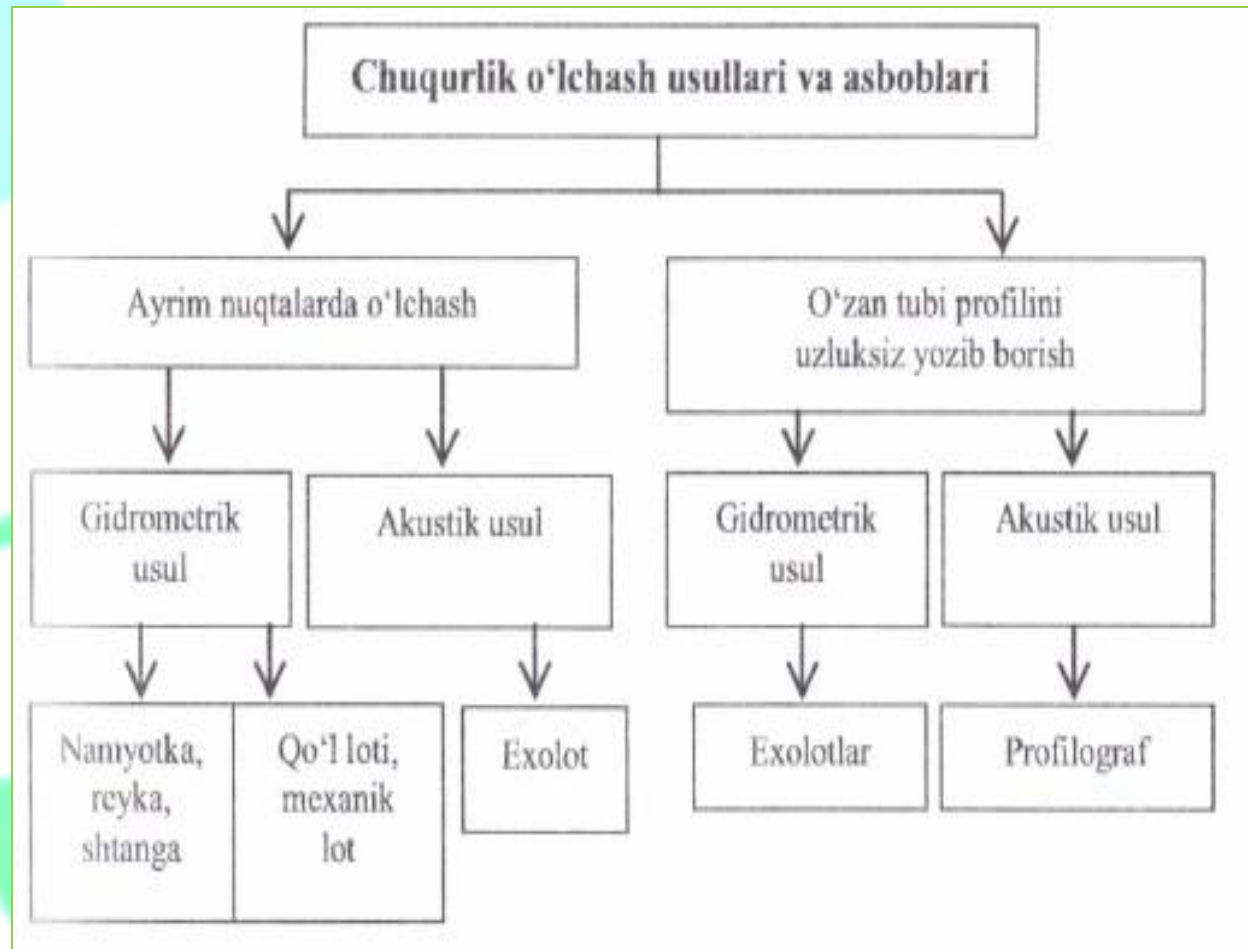 Chuqurlik o‘lchash usullari va asboblari
Ayrim nuqtalarda o‘lchash
O‘zan tubi profilini
uzluksiz yozib borish
Gidrometrik
usul
Akustik usul
Gidrometrik
usul
Akustik usul
Namyotka,
reyka,
shtanga
Qo‘l loti,
mexanik
lot
Exolot
Exolotlar
Profilograf